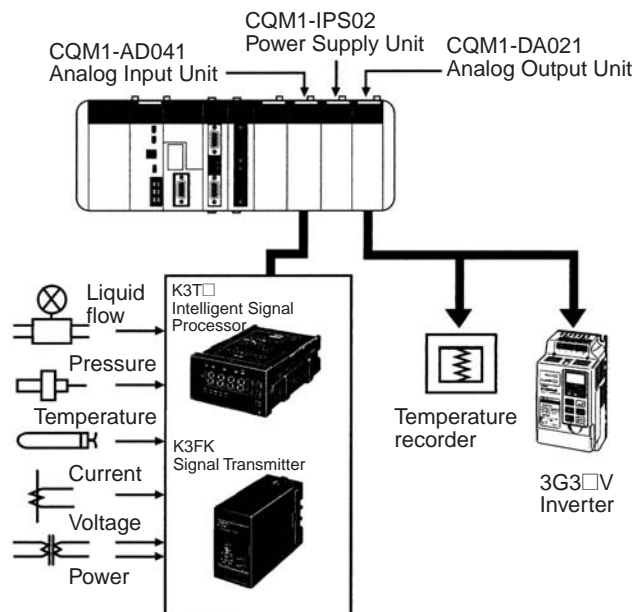 CQM1-IPS02
Power Supply Unit
CQM1-AD041
Analog Input Unit
CQM1-DA021
Analog Output Unit
K3T□
Intelligent Signal
Processor
Liquid
flow
Pressure
Temperature
K3FK
Signal Transmitter
Current
Voltage
Power
Temperature
recorder
3G3□V
Inverter